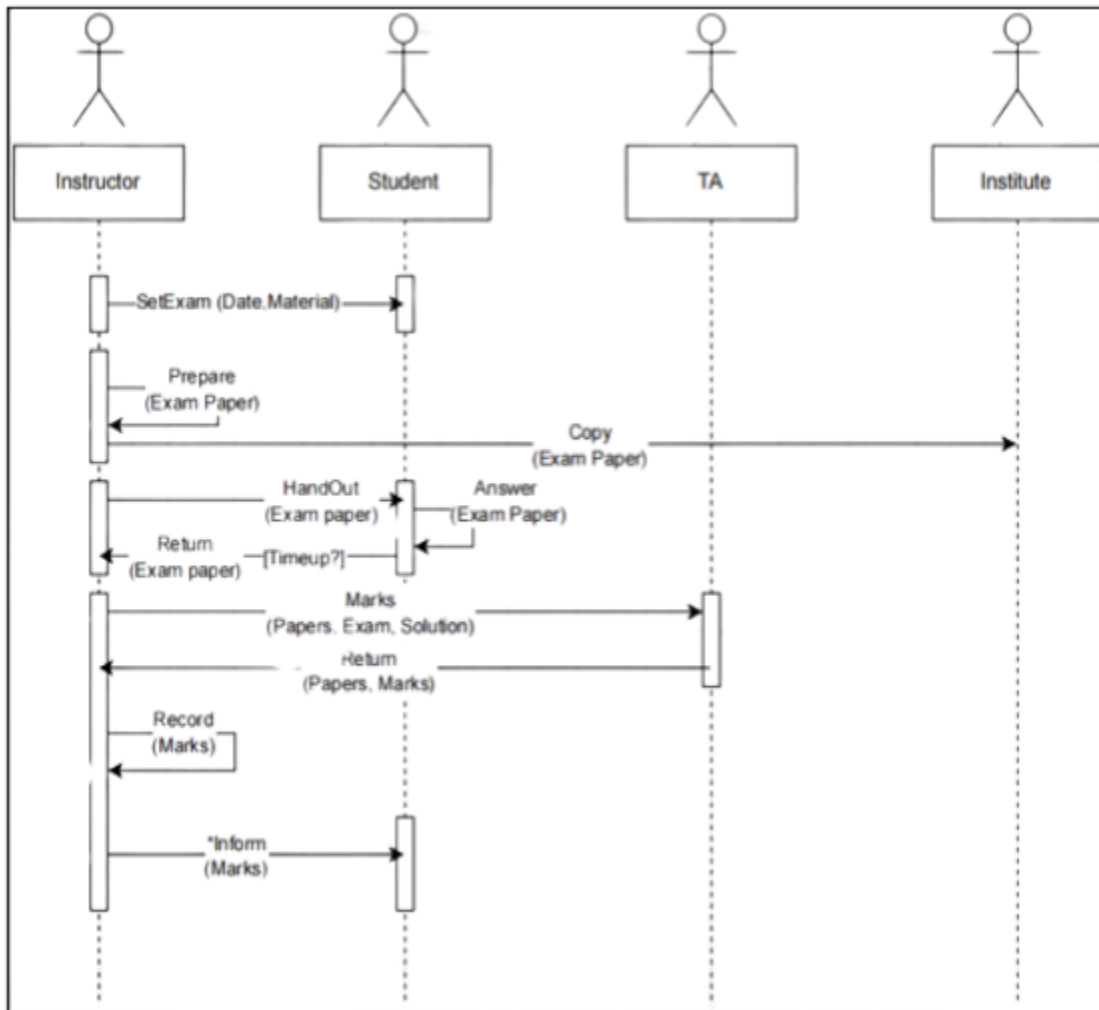 Instructor
Student
TA
Institute
SetExam (Date,Material)
Prepare
(Exam Paper)
Copy
(Exam Paper)
HandOut
(Exam paper)
Answer
(Exam Paper)
Return
(Exam paper)
[Timeup?]
Marks
(Papers, Exam, Solution)
Return
(Papers, Marks)
Record
(Marks)
*Inform
(Marks)